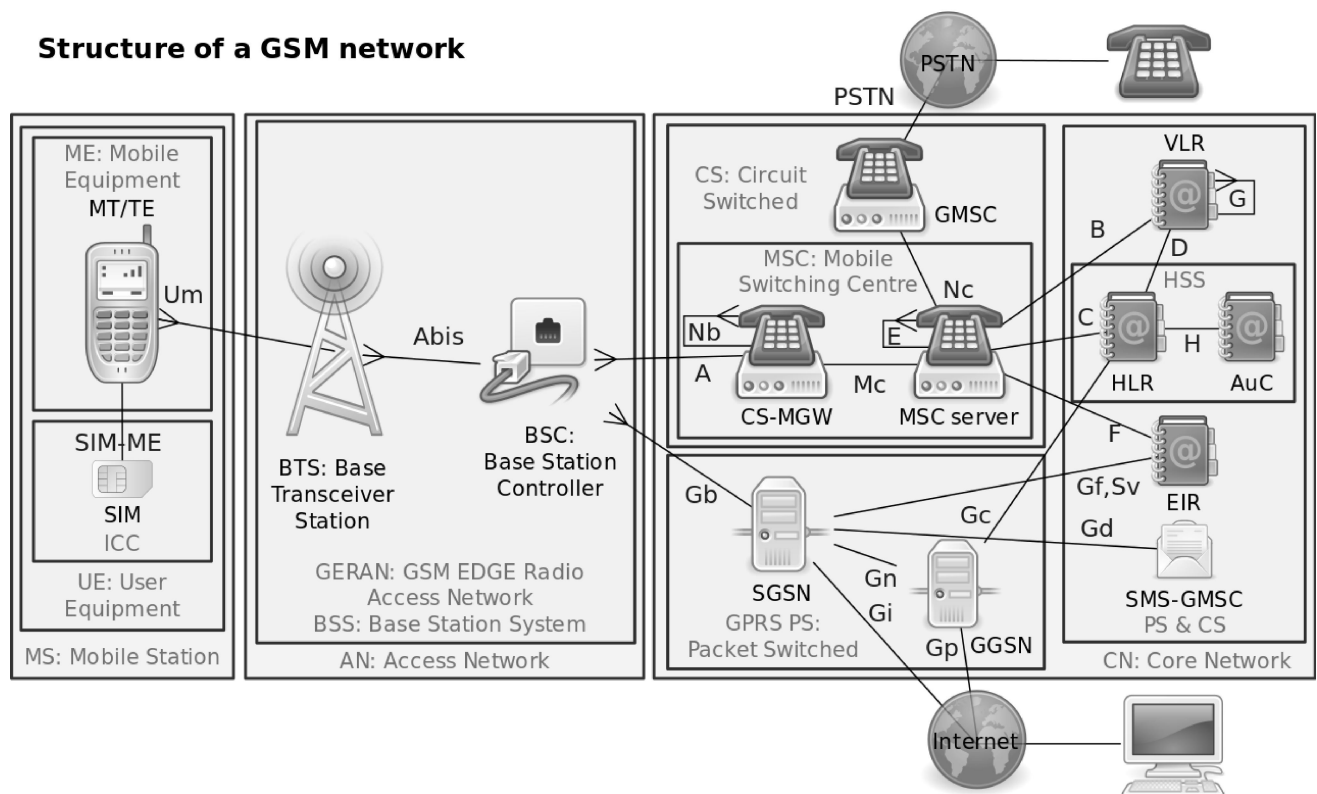 Structure of a GSM network
PSTN
PSTN
ME: Mobile
Equipment
MT/TE
Um
SIM-ME
SIM
ICC
UE: User
Equipment
MS: Mobile Station
Abis
BTS: Base
Transceiver
Station
BSC:
Base Station
Controller
GERAN: GSM EDGE Radio
Access Network
BSS: Base Station System
AN: Access Network
CS: Circuit
Switched
GMSC
MSC: Mobile
Switching Centre
Nc
Nb
E
A
Mc
CS-MGW
MSC server
VLR
G
B
D
HSS
C
H
HLR
AuC
F
Gf,Sv
EIR
Gb
Gc
Gd
Gn
Gi
SGSN
GPRS PS:
Packet Switched
Gp
GGSN
SMS-GMSC
PS & CS
CN: Core Network
Internet